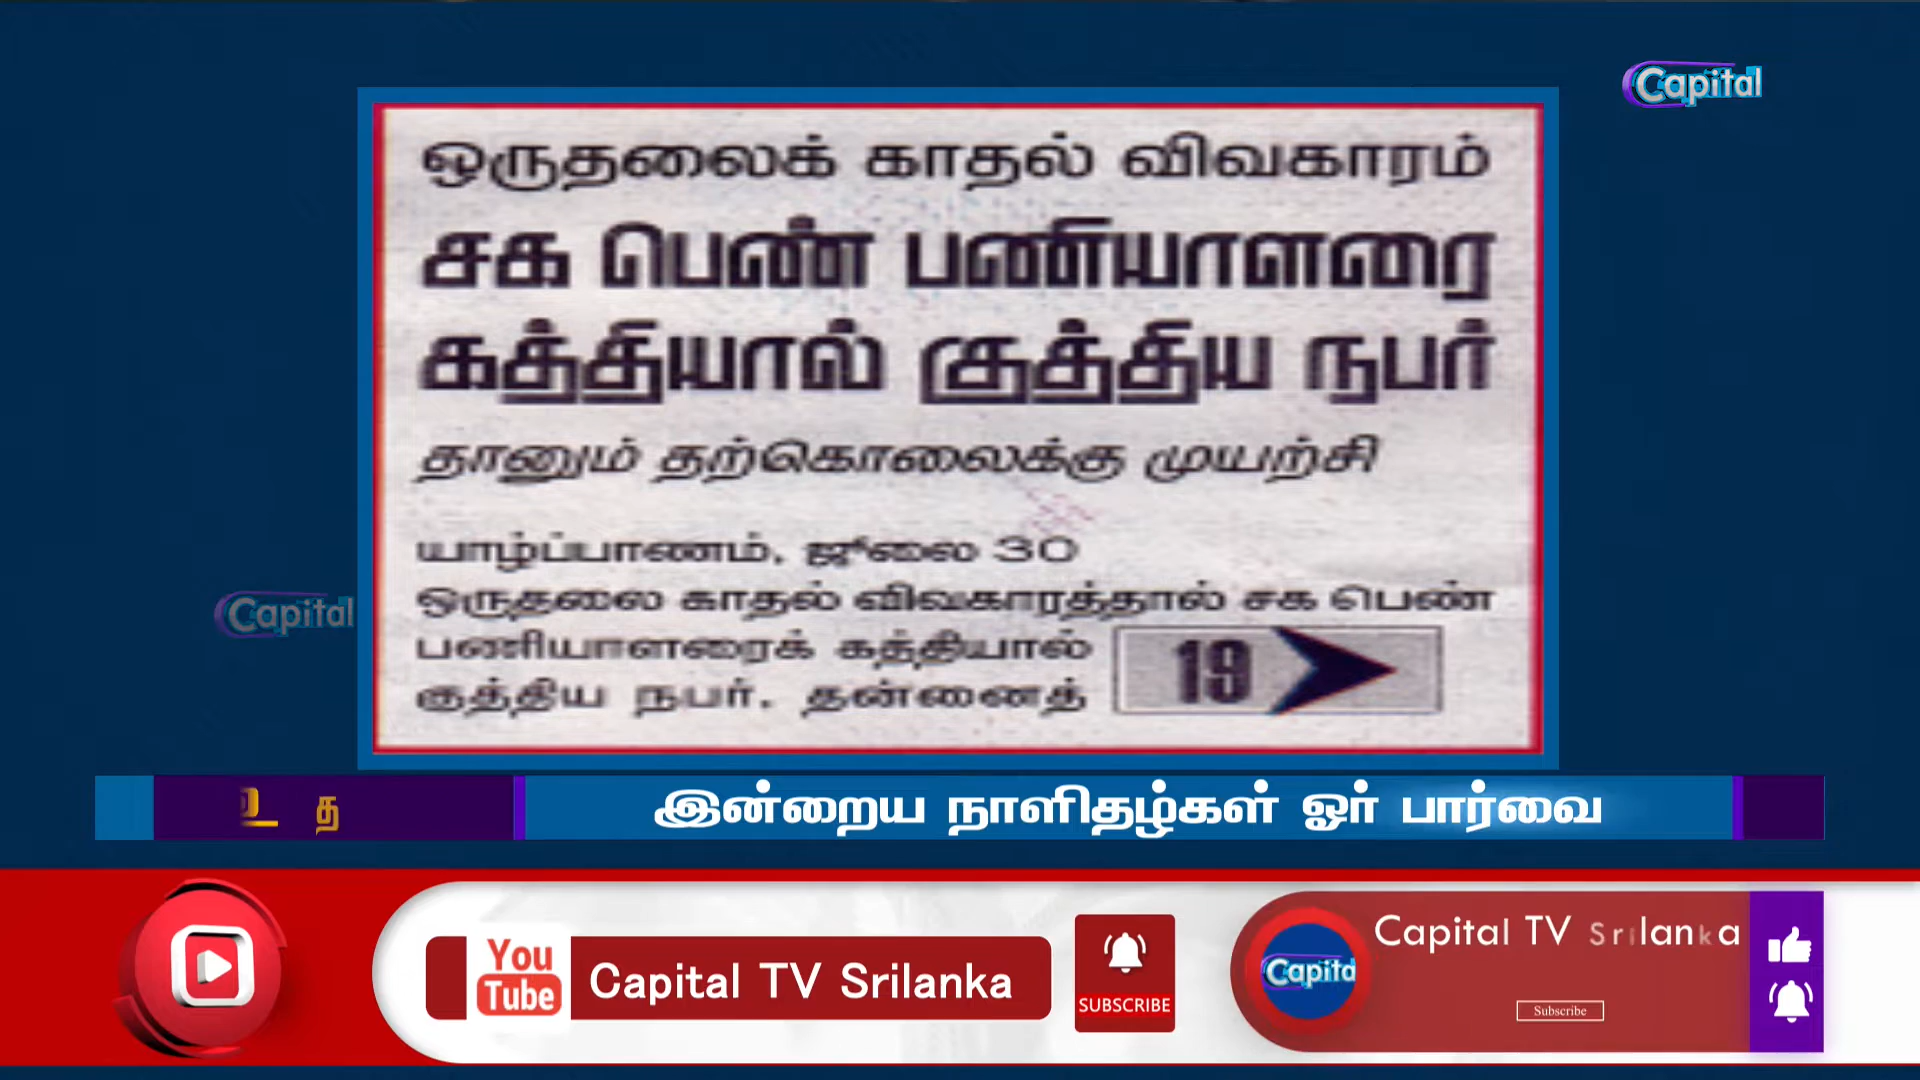 Capital
ஒருதலைக் காதல் விவகாரம்
சக பெண் பணியாளரை
கத்தியால் குத்திய நபர்
தானும் தற்கொலைக்கு முயற்சி
யாழ்ப்பாணம், ஜூலை 30
ஒருதலை காதல் விவகாரத்தால் சக பெண்
பணியாளரைக் கத்தியால்
குத்திய நபர், தன்னைத்
19
Capital
உ த
இன்றைய நாளிதழ்கள் ஓர் பார்வை
You
Tube
Capital TV Srilanka
SUBSCRIBE
Capital
Capital TV Srilanka
Subscribe